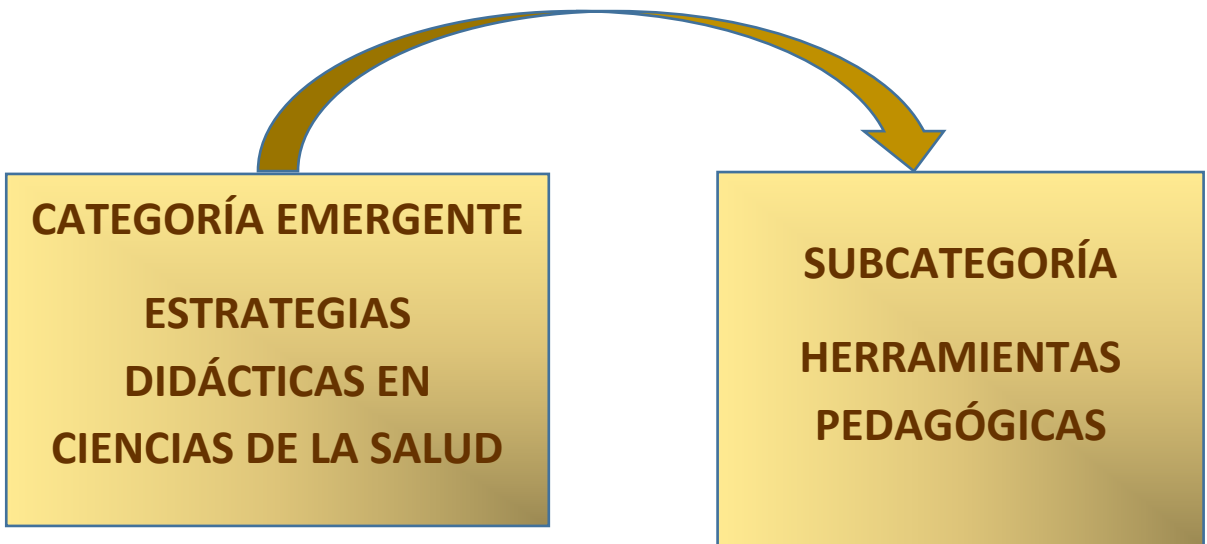 CATEGORÍA EMERGENTE
ESTRATEGIAS
DIDÁCTICAS EN
CIENCIAS DE LA SALUD
SUBCATEGORÍA
HERRAMIENTAS
PEDAGÓGICAS